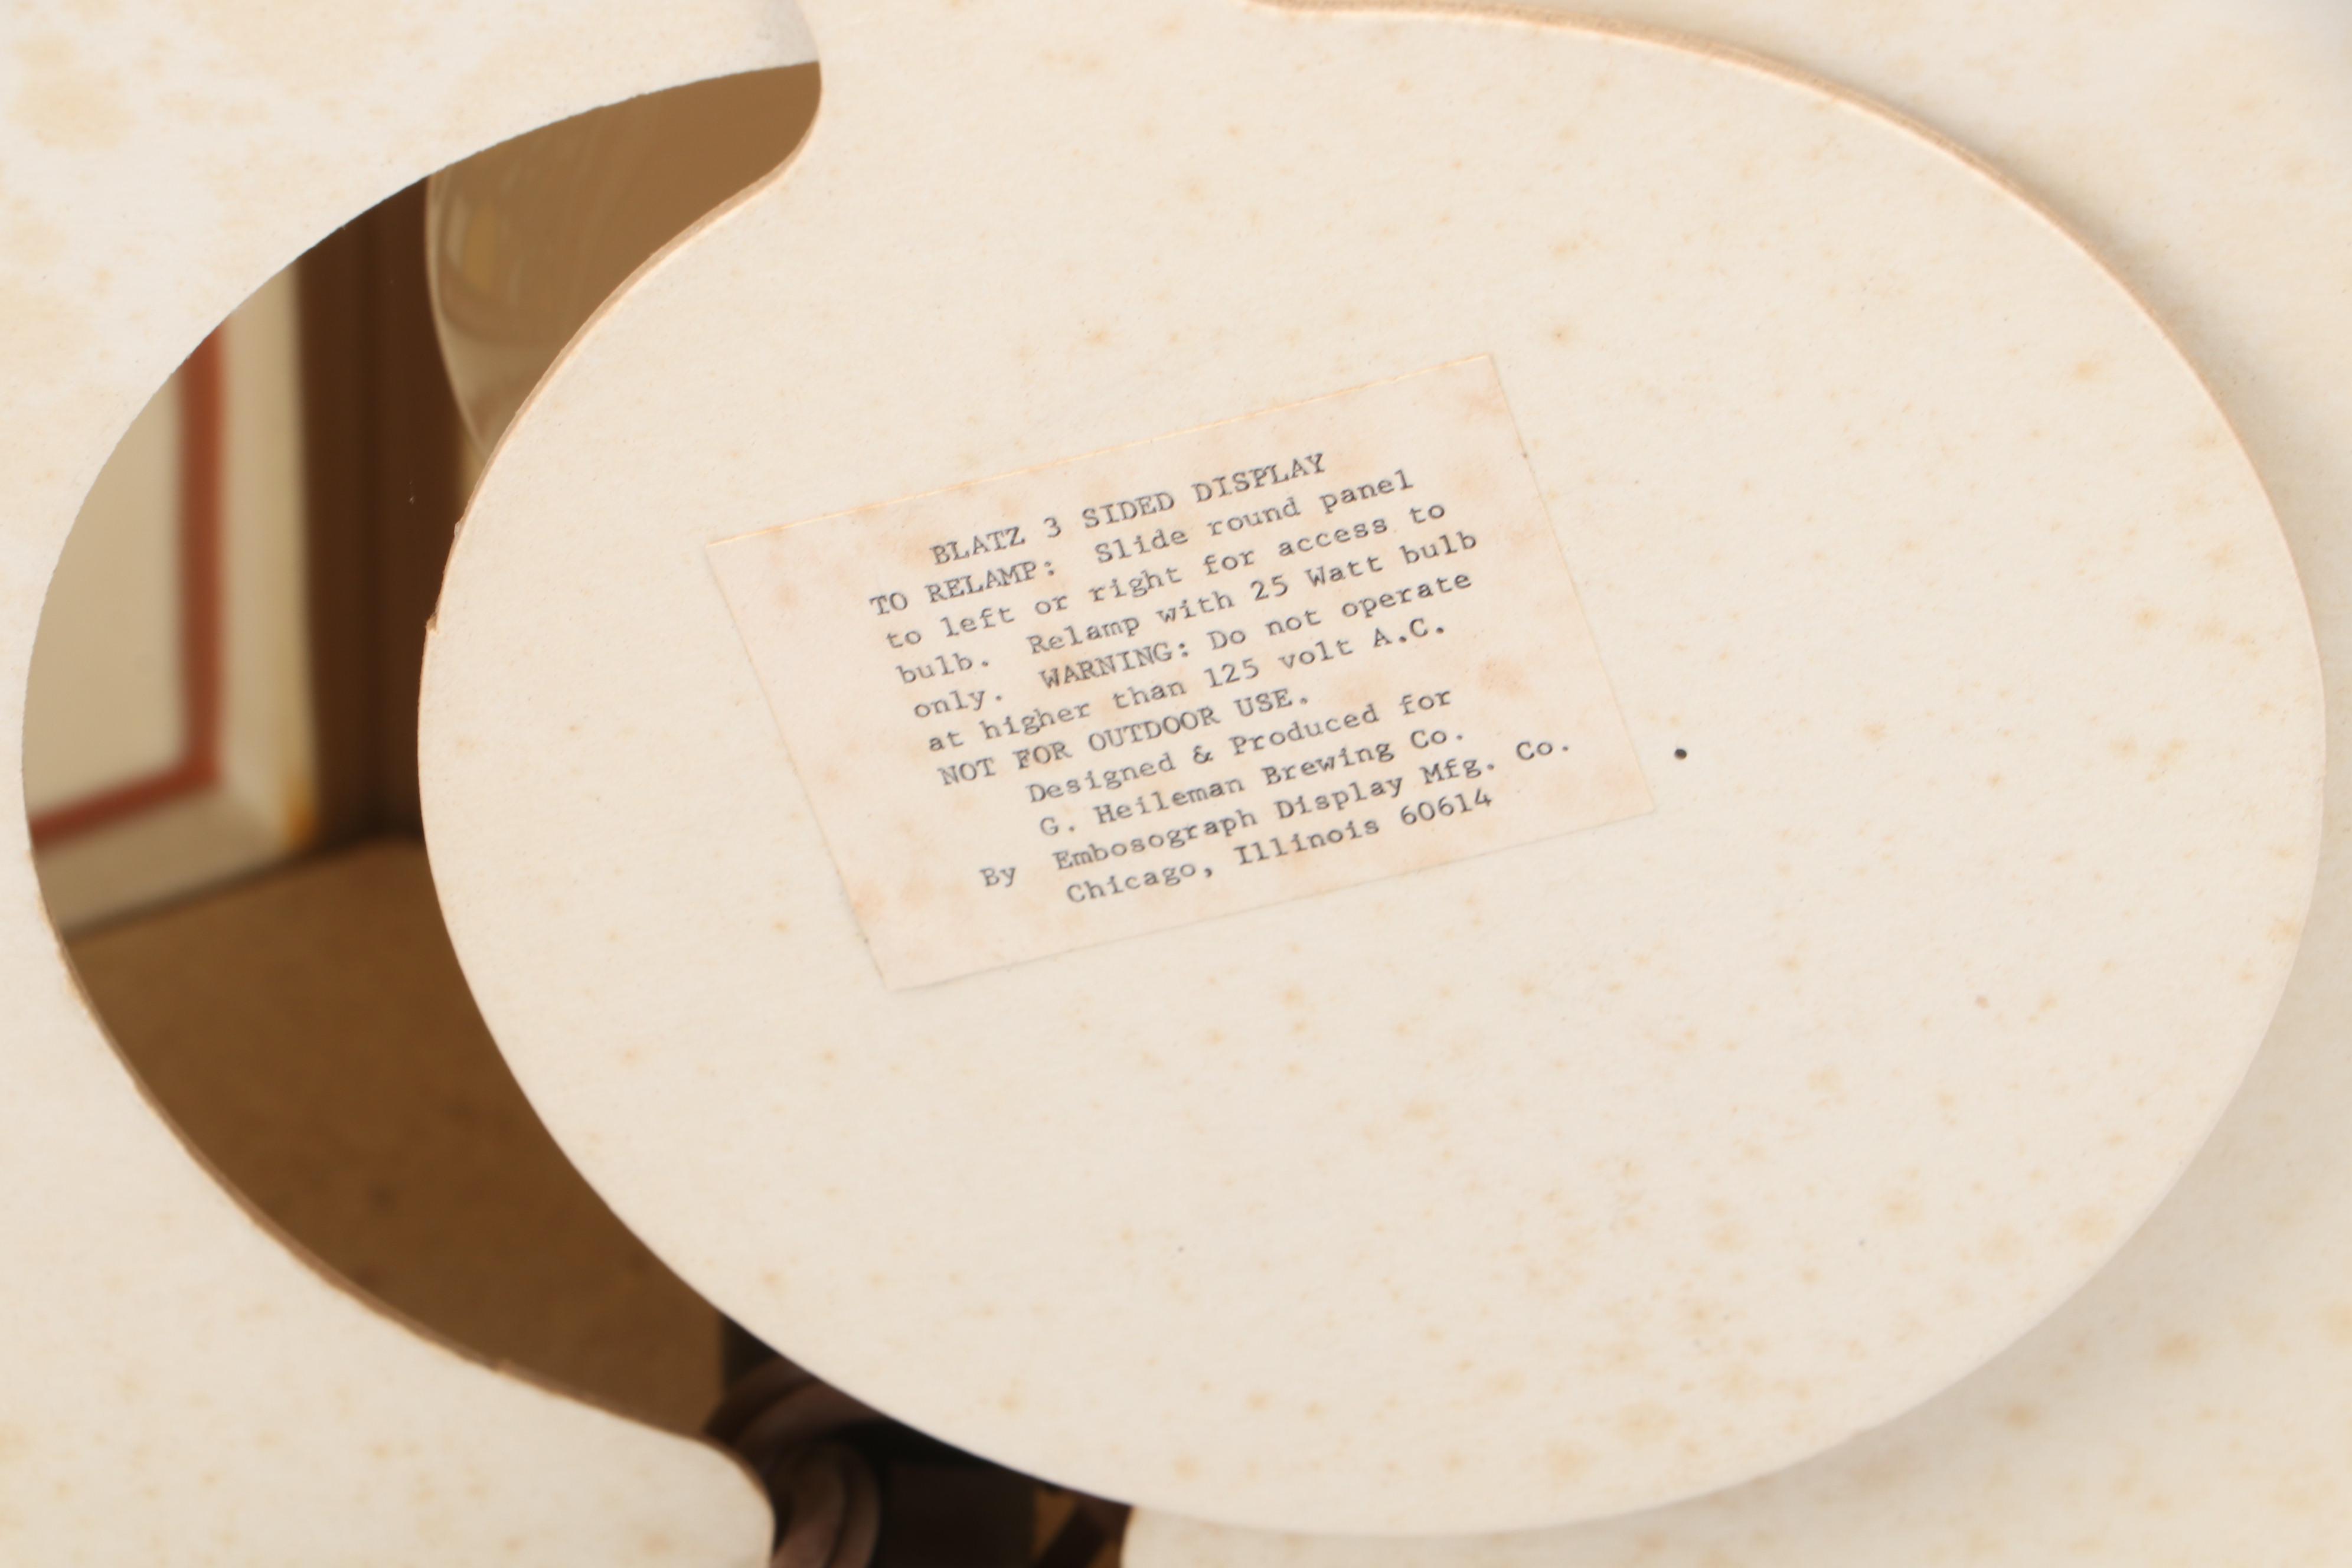 BLATZ 3 SIDED DISPLAY
TO RELAMP: Slide round panel
to left or right for access to
bulb. Relamp with 25 Watt bulb
only. WARNING: Do not operate
at higher than 125 volt A.C.
NOT FOR OUTDOOR USE.
Designed & Produced for
G. Heileman Brewing Co.
By Embosograph Display Mfg. Co.
Chicago, Illinois 60614